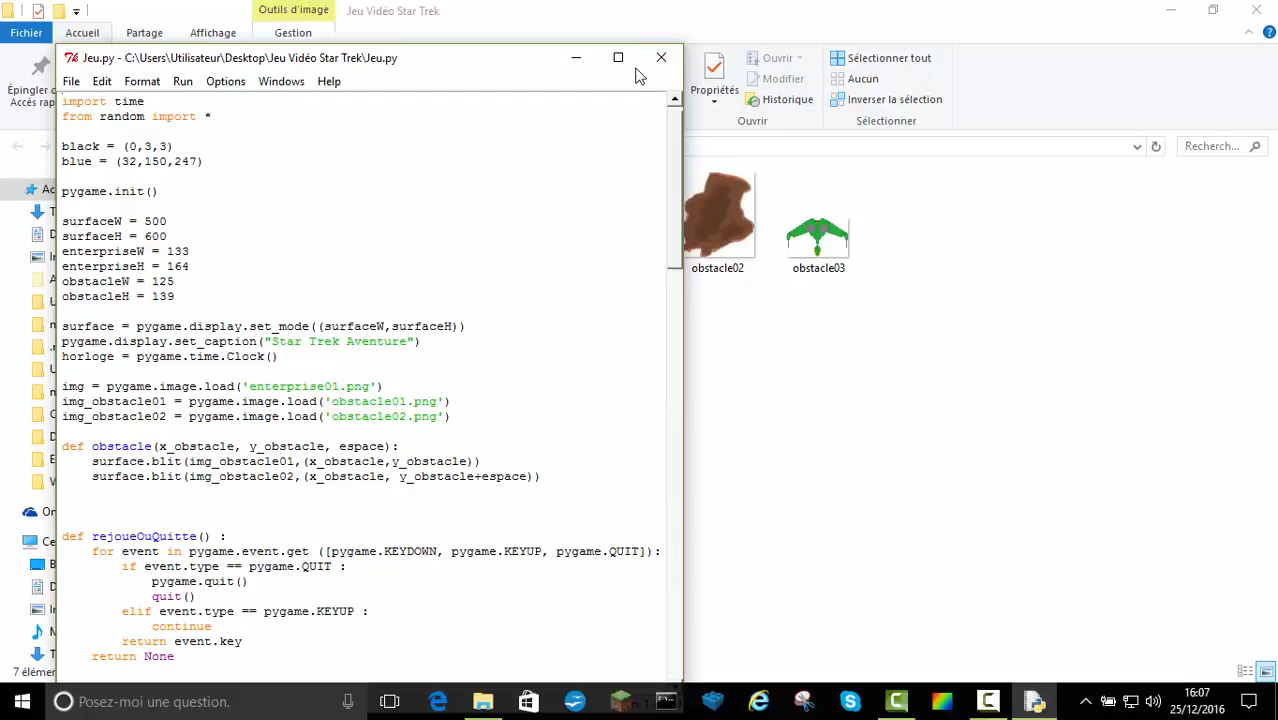 Outils d'image
Jeu Vidéo Star Trek
Fichier
Accueil
Partage
Affichage
Gestion
Jeu.py - C:\Users\Utilisateur\Desktop\Jeu Vidéo Star Trek\Jeu.py
File Edit Format Run Options Windows Help
Épingler
Accès rap
Propriétés
Ouvrir
Modifier
Historique
Ouvrir
Sélectionner tout
Aucun
Inverser la sélection
Sélectionner
Recherch...
import time
from random import *
black = (0,3,3)
blue = (32,150,247)
pygame.init()
surfaceW = 500
surfaceH = 600
enterpriseW = 133
enterpriseH = 164
obstacleW = 125
obstacleH = 139
surface = pygame.display.set_mode((surfaceW,surfaceH))
pygame.display.set_caption("Star Trek Aventure")
horloge = pygame.time.Clock()
img = pygame.image.load('enterprise01.png')
img_obstacle01 = pygame.image.load('obstacle01.png')
img_obstacle02 = pygame.image.load('obstacle02.png')
def obstacle(x_obstacle, y_obstacle, espace):
surface.blit(img_obstacle01,(x_obstacle,y_obstacle))
surface.blit(img_obstacle02,(x_obstacle, y_obstacle+espace))
def rejoueOuQuitte() :
for event in pygame.event.get ([pygame.KEYDOWN, pygame.KEYUP, pygame.QUIT]):
if event.type == pygame.QUIT :
pygame.quit()
quit()
elif event.type == pygame.KEYUP :
continue
return event.key
return None
obstacle02
obstacle03
7 élémen
Posez-moi une question.
16:07
25/12/2016